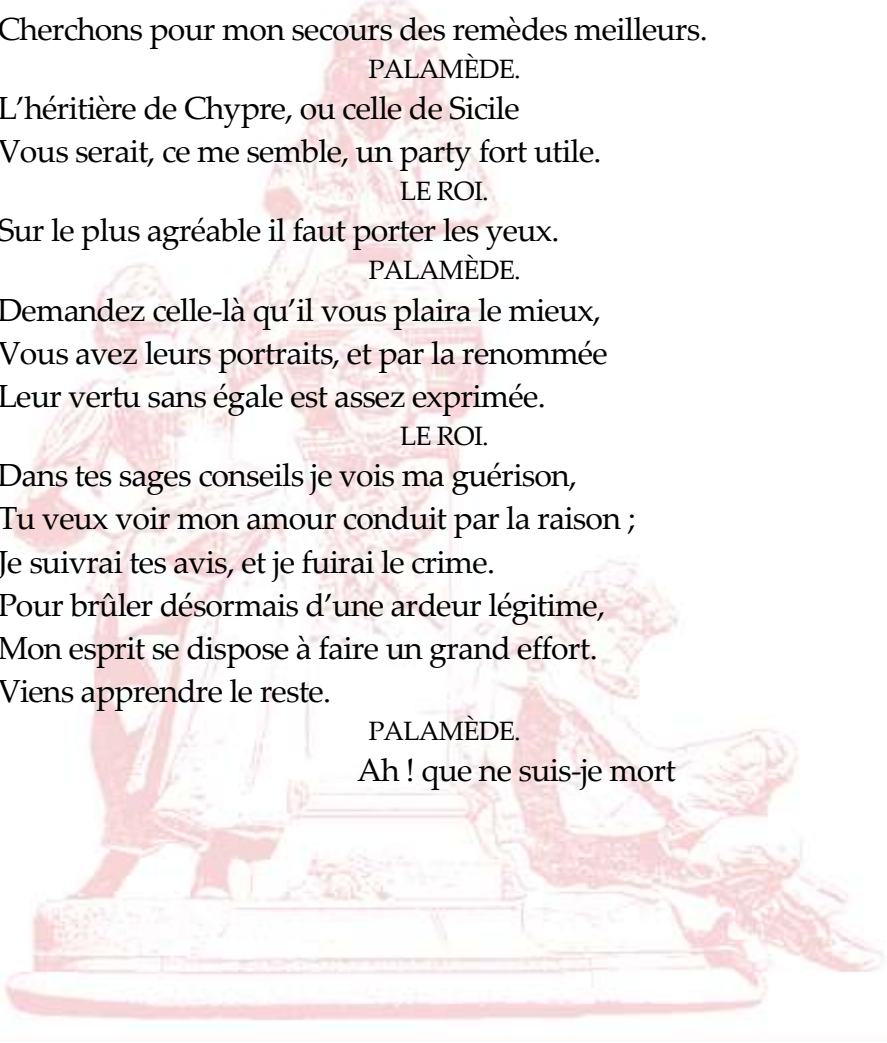 Cherchons pour mon secours des remèdes meilleurs.
PALAMÈDE.
L’héritière de Chypre, ou celle de Sicile
Vous serait, ce me semble, un party fort utile.
LE ROI.
Sur le plus agréable il faut porter les yeux.
PALAMÈDE.
Demandez celle-là qu’il vous plaira le mieux,
Vous avez leurs portraits, et par la renommée
Leur vertu sans égale est assez exprimée.
LE ROI.
Dans tes sages conseils je vois ma guérison,
Tu veux voir mon amour conduit par la raison ;
Je suivrai tes avis, et je fuirai le crime.
Pour brûler désormais d’une ardeur légitime,
Mon esprit se dispose à faire un grand effort.
Viens apprendre le reste.
PALAMÈDE.
Ah ! que ne suis-je mort